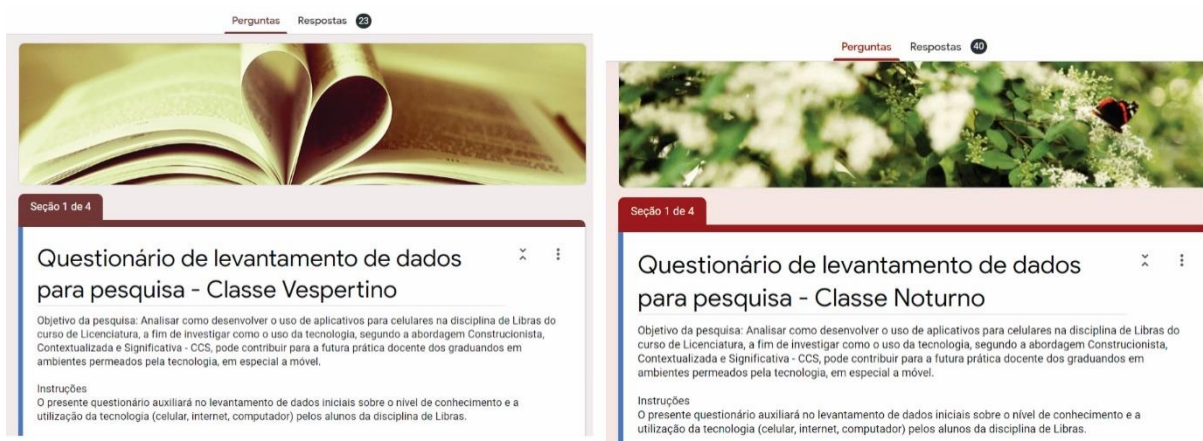 Perguntas Respostas 23
Seção 1 de 4
Questionário de levantamento de dados
para pesquisa - Classe Vespertino
Objetivo da pesquisa: Analisar como desenvolver o uso de aplicativos para celulares na disciplina de Libras do
curso de Licenciatura, a fim de investigar como o uso da tecnologia, segundo a abordagem Construcionista,
Contextualizada e Significativa - CCS, pode contribuir para a futura prática docente dos graduandos em
ambientes permeados pela tecnologia, em especial a móvel.
Instruções
O presente questionário auxiliará no levantamento de dados iniciais sobre o nível de conhecimento e a
utilização da tecnologia (celular, internet, computador) pelos alunos da disciplina de Libras.
Perguntas Respostas 40
Seção 1 de 4
Questionário de levantamento de dados
para pesquisa - Classe Noturno
Objetivo da pesquisa: Analisar como desenvolver o uso de aplicativos para celulares na disciplina de Libras do
curso de Licenciatura, a fim de investigar como o uso da tecnologia, segundo a abordagem Construcionista,
Contextualizada e Significativa - CCS, pode contribuir para a futura prática docente dos graduandos em
ambientes permeados pela tecnologia, em especial a móvel.
Instruções
O presente questionário auxiliará no levantamento de dados iniciais sobre o nível de conhecimento e a
utilização da tecnologia (celular, internet, computador) pelos alunos da disciplina de Libras.